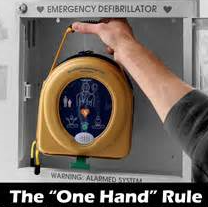 ♥ EMERGENCY DEFIBRILLATOR ♥
WARNING: ALARMED SYSTEM
The "One Hand" Rule